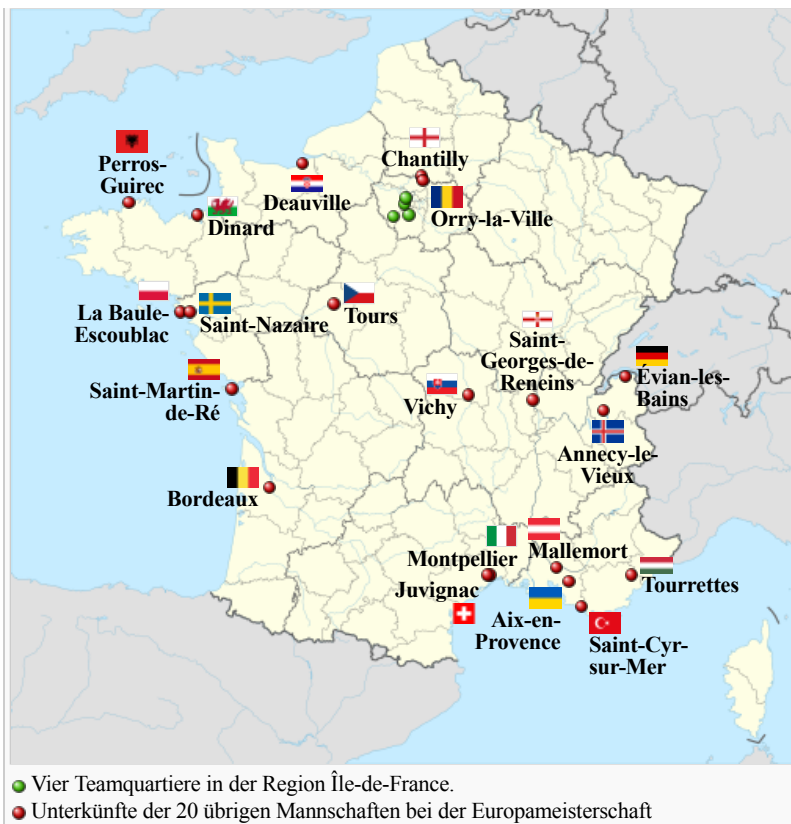 Perros-
Guirec
Dinard
Deauville
Chantilly
Orry-la-Ville
La Baule-
Escoublac
Saint-Nazaire
Tours
Saint-
Georges-de-
Reneins
Évian-les-
Bains
Saint-Martin-
de-Ré
Vichy
Annecy-le-
Vieux
Bordeaux
Montpellier
Mallemort
Juvignac
Tourrettes
Aix-en-
Provence
Saint-Cyr-
sur-Mer
Vier Teamquartiere in der Region Île-de-France.
Unterkünfte der 20 übrigen Mannschaften bei der Europameisterschaft